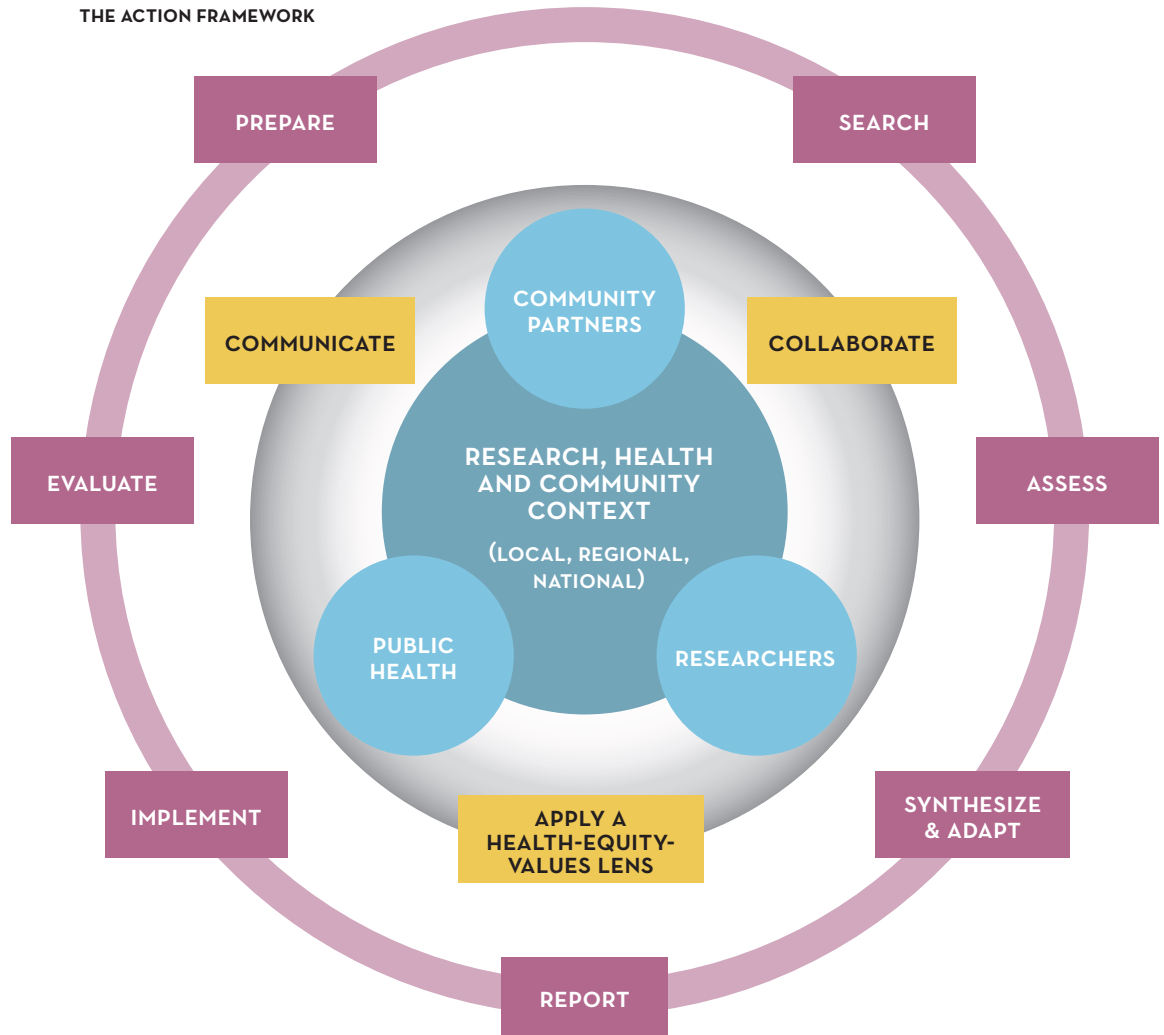 THE ACTION FRAMEWORK
PREPARE
SEARCH
COMMUNITY
PARTNERS
COMMUNICATE
COLLABORATE
RESEARCH, HEALTH
AND COMMUNITY
CONTEXT
(LOCAL, REGIONAL,
NATIONAL)
EVALUATE
ASSESS
PUBLIC
HEALTH
RESEARCHERS
IMPLEMENT
APPLY A
HEALTH-EQUITY-
VALUES LENS
SYNTHESIZE
& ADAPT
REPORT